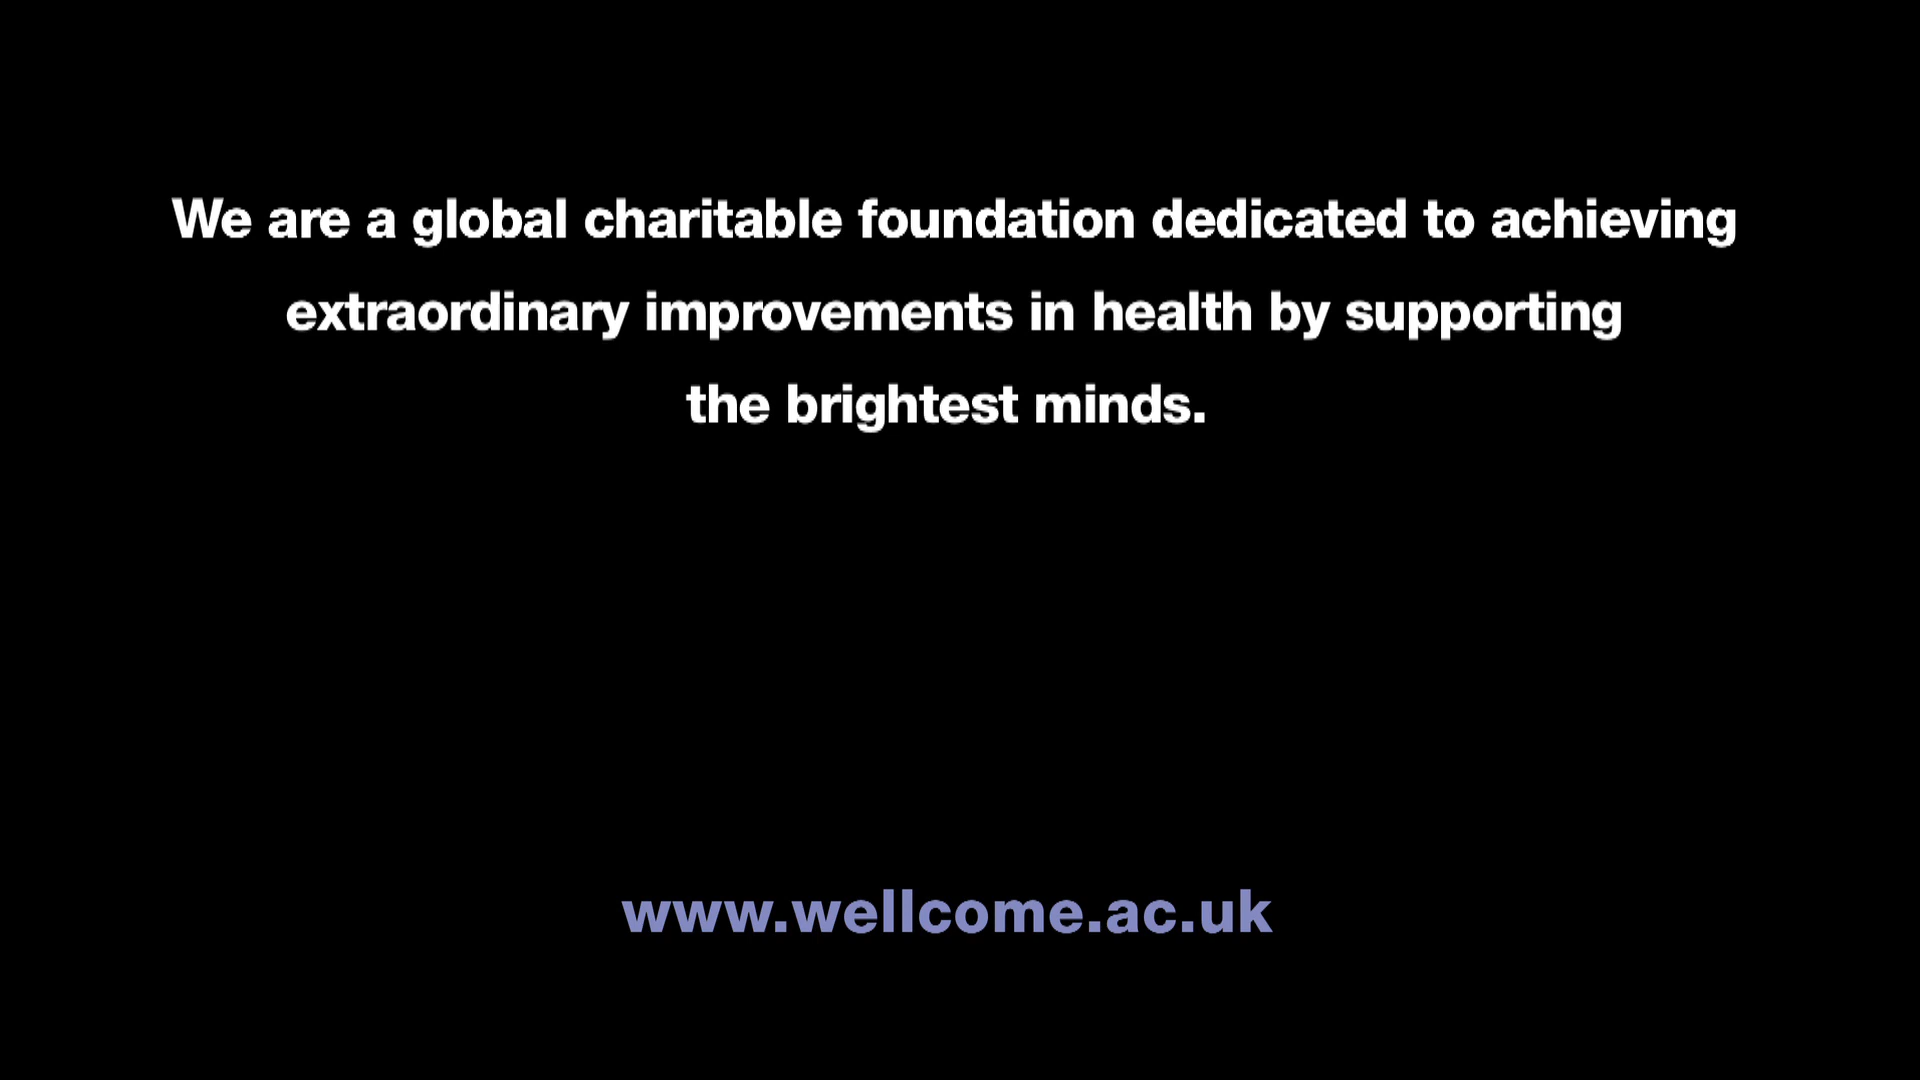 We are a global charitable foundation dedicated to achieving
extraordinary improvements in health by supporting
the brightest minds.
www.wellcome.ac.uk